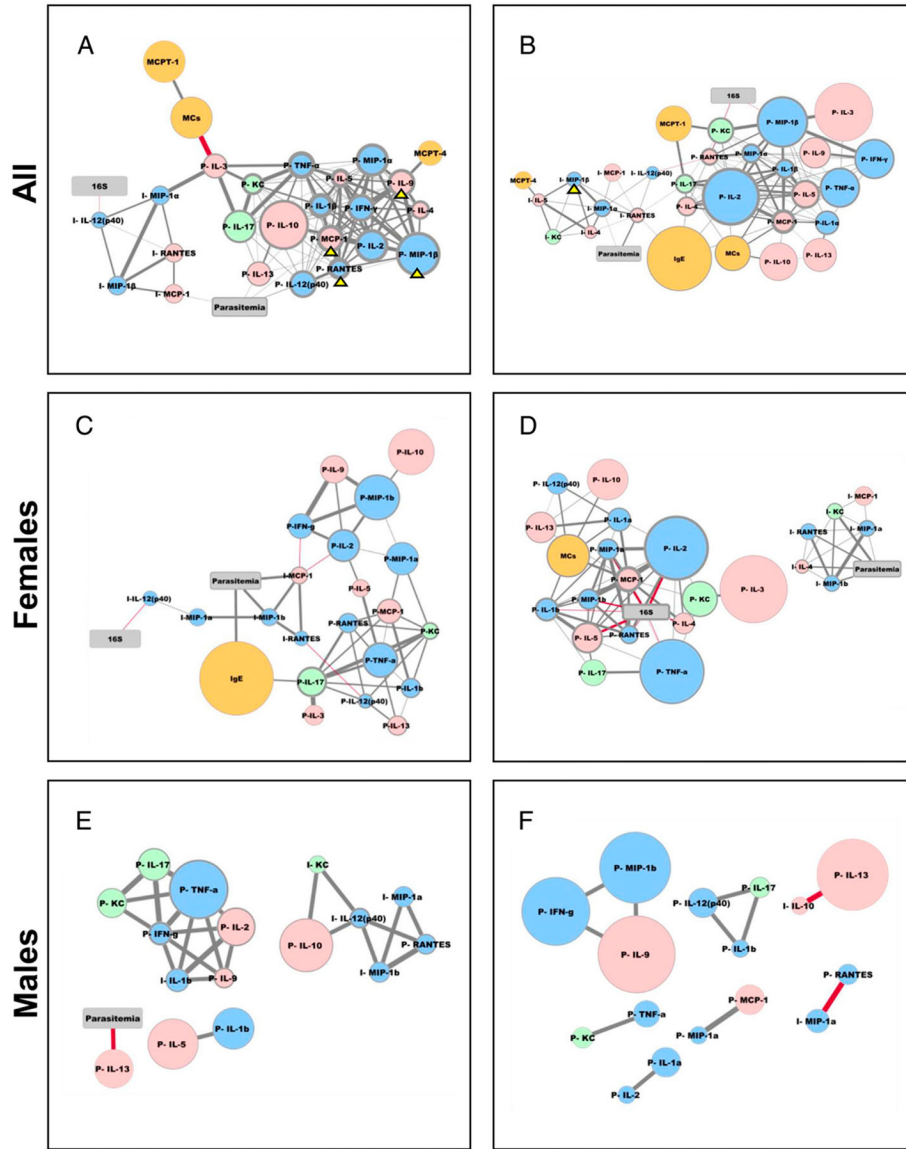 All
A
MCPT-1
MCs
P- IL-3
16S
I- MIP-1α
I- IL-12(p40)
I- RANTES
I- MIP-1β
I- MCP-1
P- KC
P- IL-17
P- IL-10
P- IL-13
Parasitemia
P- TNF-α
P- IL-5
P- MIP-1α
MCPT-4
P- IL-9
P- IL-1β
P- IFN-γ
P- IL-4
P- MCP-1
P- IL-2
P- RANTES
P- MIP-1β
P- IL-12(p40)
B
16S
P- IL-3
MCPT-1
P- KC
P- MIP-1β
P- RANTES
P- MIP-1α
P- IL-9
P- IFN-γ
I- MIP-1β
I- MCP-1
I- IL-12(p40)
P- IL-1β
MCPT-4
I- IL-5
P- IL-17
P- IL-2
P- IL-5
P- TNF-α
I- MIP-1α
I- RANTES
P- IL-4
P- MCP-1
P-IL-1α
I- KC
I- IL-4
Parasitemia
IgE
MCs
P- IL-10
P- IL-13
Females
C
P-IL-10
P-IL-9
P-MIP-1b
P-IFN-g
P-IL-2
P-MIP-1a
Parasitemia
I-MCP-1
P-IL-5
I-IL-12(p40)
I-MIP-1a
I-MIP-1b
P-RANTES
P-MCP-1
16S
I-RANTES
P-KC
P-TNF-a
IgE
P-IL-17
P-IL-1b
P-IL-12(p40)
P-IL-3
P-IL-13
D
P-IL-12(p40)
P- IL-10
P- IL-13
P- IL-1a
MCs
P- MIP-1a
P- IL-2
P- MCP-1
P- MIP-1b
P- IL-1b
16S
P- KC
P- IL-3
P- IL-4
P- RANTES
P- IL-5
P- IL-17
P- TNF-a
I- MCP-1
I- KC
I- RANTES
I- MIP-1a
I- IL-4
Parasitemia
I- MIP-1b
Males
E
P- IL-17
P- TNF-a
P- KC
P- IFN-g
P- IL-2
I- IL-1b
P- IL-9
I- KC
I- MIP-1a
I- IL-12(p40)
P- IL-10
P- RANTES
I- MIP-1b
Parasitemia
P- IL-13
P- IL-5
P- IL-1b
F
P- MIP-1b
P- IFN-g
P- IL-9
P- IL-17
P- IL-12(p40)
P- IL-1b
P- IL-13
I- IL-10
P- RANTES
I- MIP-1a
P- TNF-a
P- KC
P- MCP-1
P- MIP-1a
P- IL-1a
P- IL-2